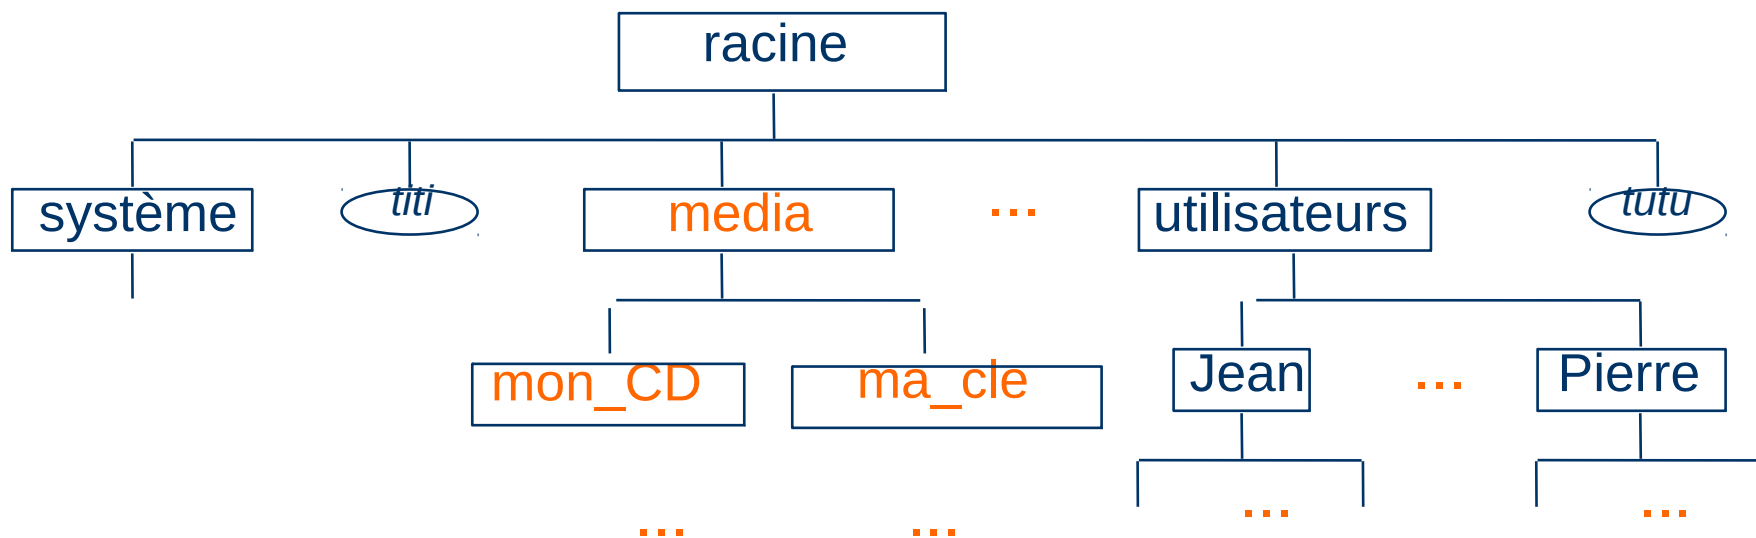 racine
système
titi
media
...
utilisateurs
tutu
mon_CD
ma_cle
Jean
...
Pierre
...
...
...
...